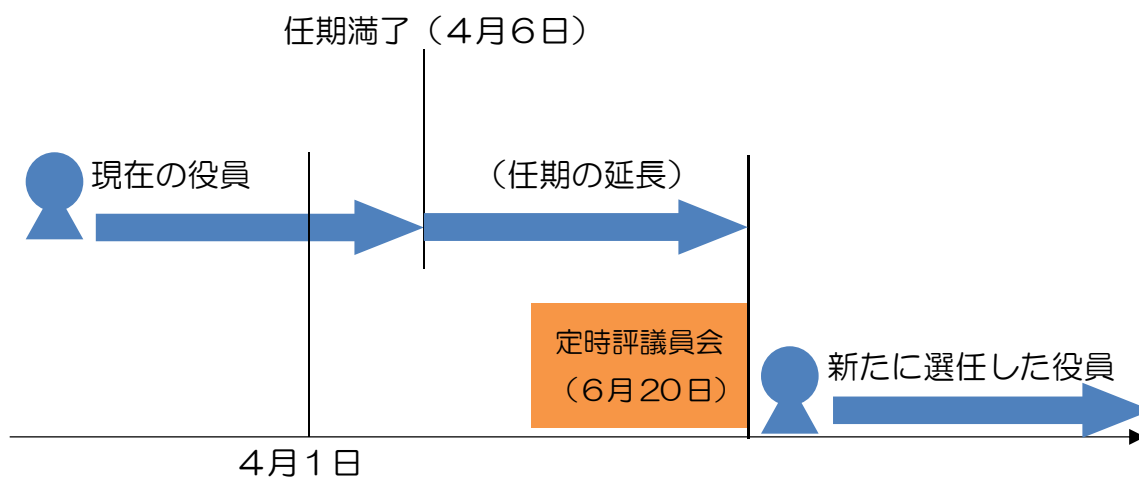 任期満了（４月６日）
現在の役員
（任期の延長）
定時評議員会
（６月２０日）
新たに選任した役員
４月１日